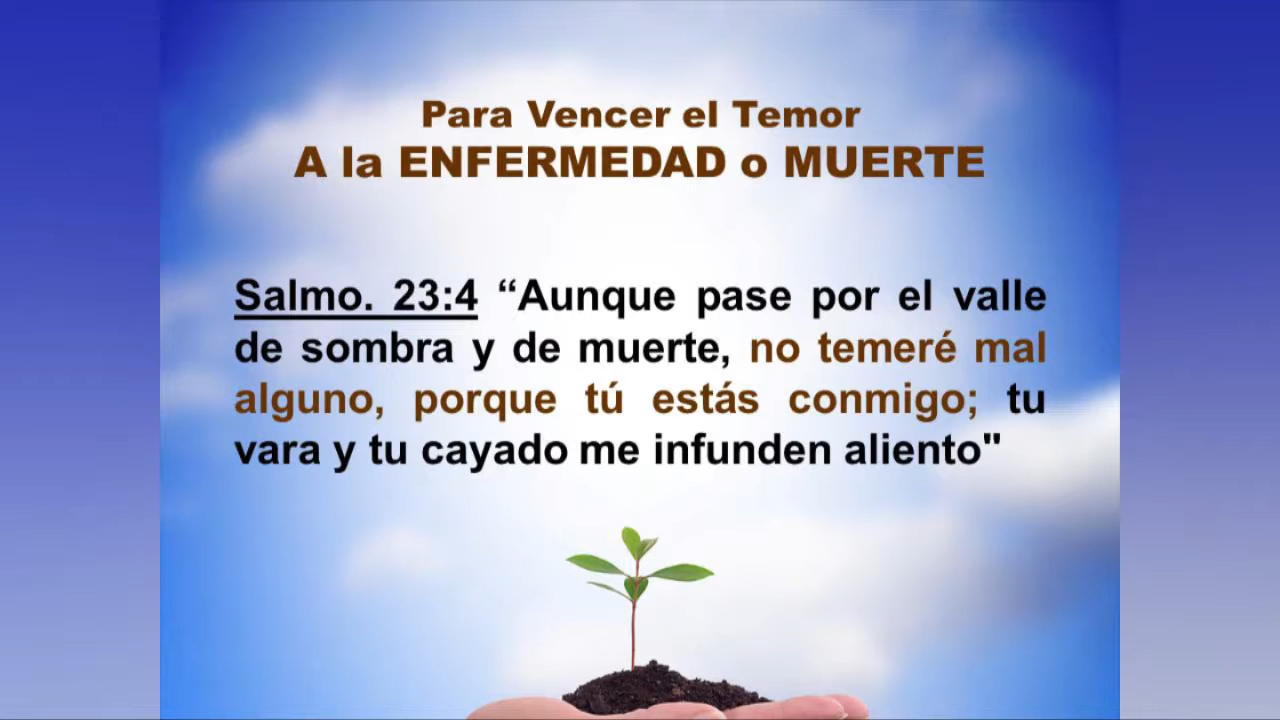 Para Vencer el Temor
A la ENFERMEDAD o MUERTE
Salmo. 23:4 “Aunque pase por el valle
de sombra y de muerte, no temeré mal
alguno, porque tú estás conmigo; tu
vara y tu cayado me infunden aliento"